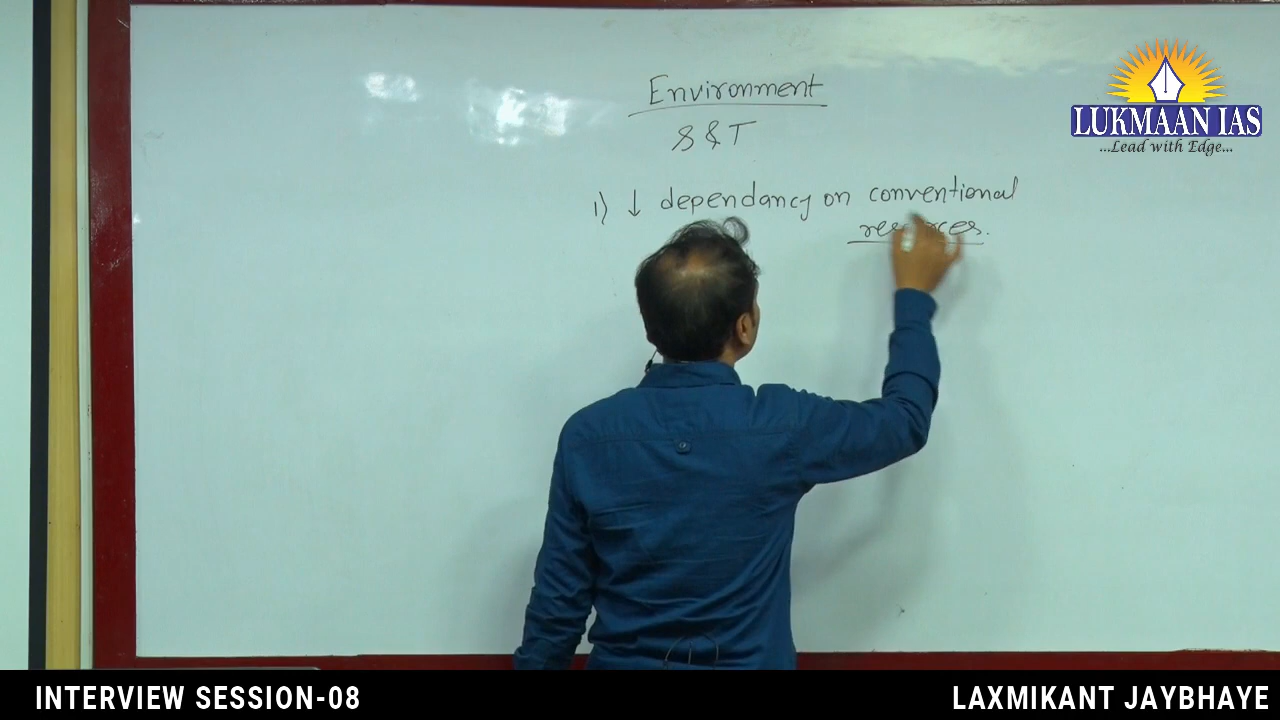 Environment
S & T
1) ↓ dependancy on conventional
resources.
LUKMAAN IAS
...Lead with Edge...
INTERVIEW SESSION-08
LAXMIKANT JAYBHAYE